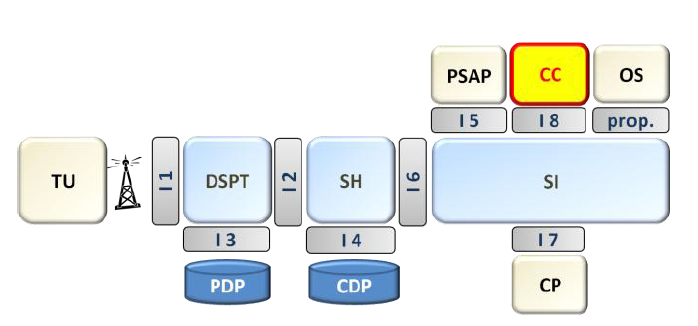 PSAP CC OS
I 5 I 8 prop.
TU I 1 DSPT I 2 SH I 6 SI
I 3 I 4 I 7
PDP CDP CP